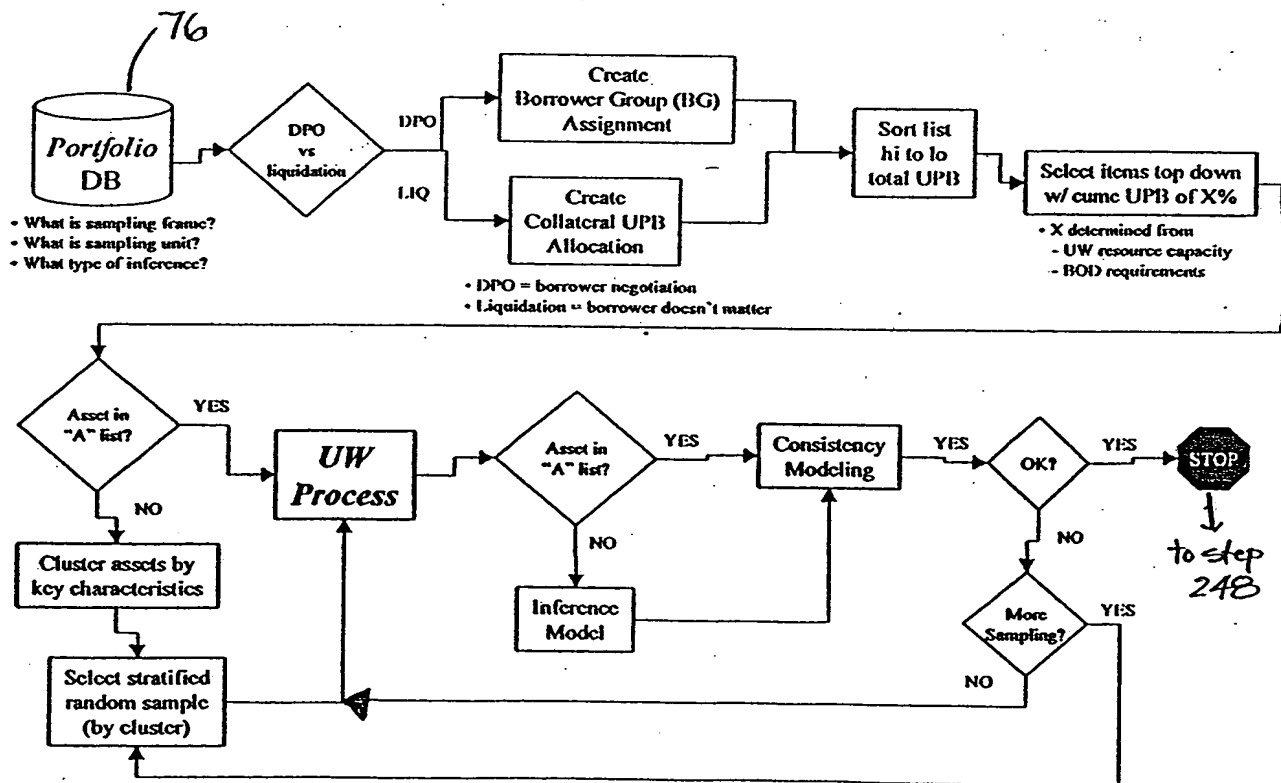 76
Portfolio
DB
• What is sampling frame?
• What is sampling unit?
• What type of inference?
DPO
vs
liquidation
DPO
LIQ
Create
Borrower Group (BG)
Assignment
Create
Collateral UPB
Allocation
• DPO = borrower negotiation
• Liquidation = borrower doesn't matter
Sort list
hi to lo
total UPB
Select items top down
w/ cume UPB of X%
• X determined from
- UW resource capacity
- BOD requirements
Asset in
"A" list?
YES
NO
Cluster assets by
key characteristics
Select stratified
random sample
(by cluster)
UW
Process
Asset in
"A" list?
YES
NO
Inference
Model
Consistency
Modeling
YES
OK?
YES
NO
STOP
to step
248
More
Sampling?
YES
NO